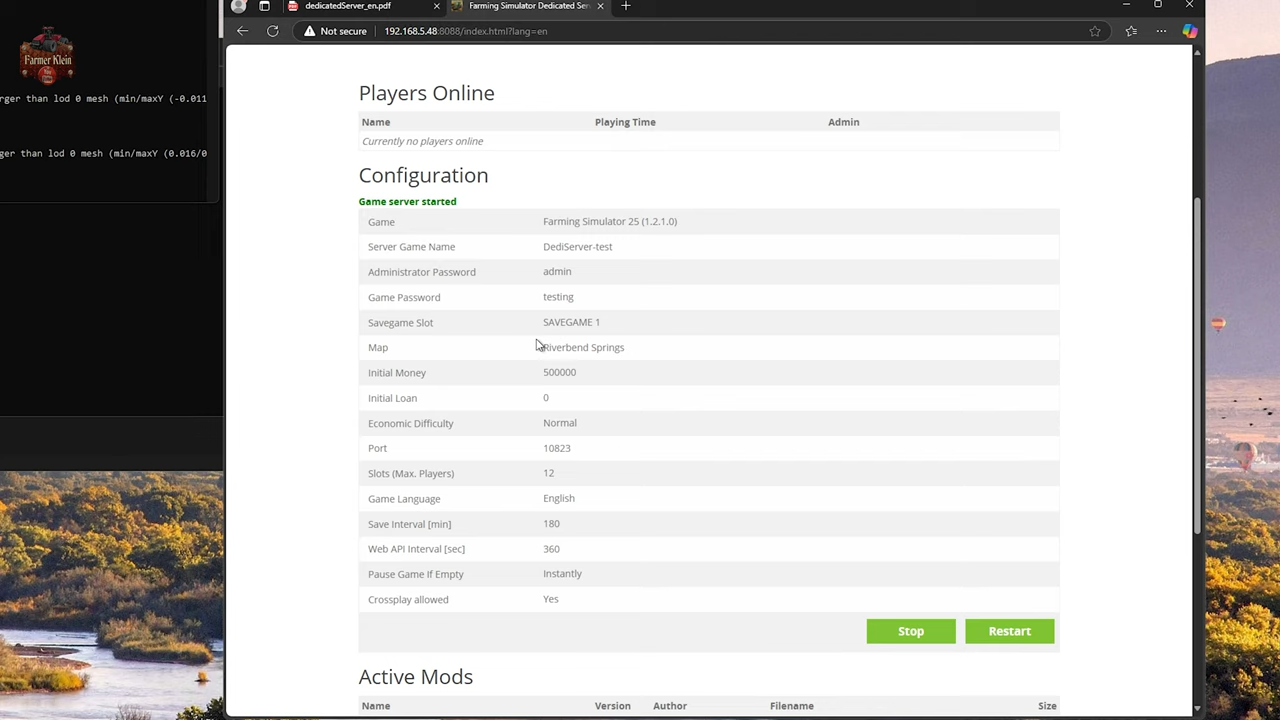 dedicatedServer_en.pdf
Farming Simulator Dedicated Ser
Not secure
192.168.5.48:8088/index.html?lang=en
Farmer Klein
rger than lod 0 mesh (min/maxY (-0.011
rger than lod 0 mesh (min/maxY (0.016/0
Players Online
Name Playing Time Admin
Currently no players online
Configuration
Game server started
Game Farming Simulator 25 (1.2.1.0)
Server Game Name DediServer-test
Administrator Password admin
Game Password testing
Savegame Slot SAVEGAME 1
Map Riverbend Springs
Initial Money 500000
Initial Loan 0
Economic Difficulty Normal
Port 10823
Slots (Max. Players) 12
Game Language English
Save Interval [min] 180
Web API Interval [sec] 360
Pause Game If Empty Instantly
Crossplay allowed Yes
Stop Restart
Active Mods
Name Version Author Filename Size